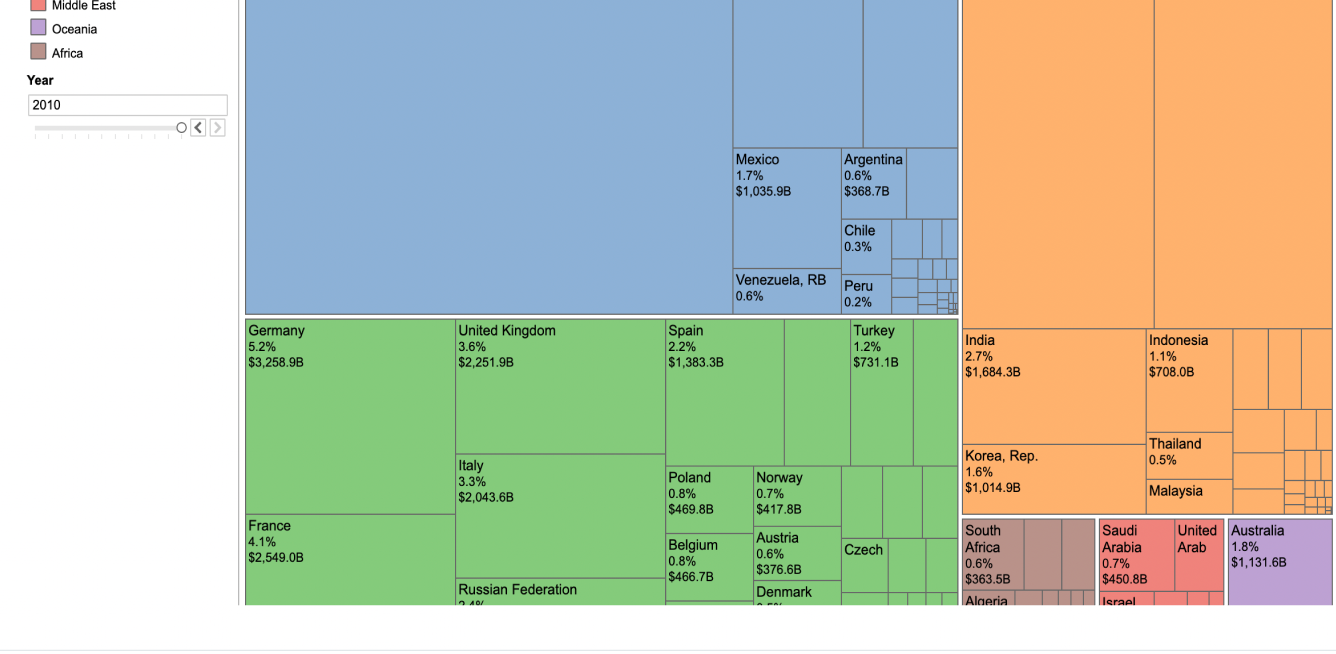 Middle East
Oceania
Africa
Year
2010
Mexico
1.7%
$1,035.9B
Argentina
0.6%
$368.7B
Chile
0.3%
Venezuela, RB
0.6%
Peru
0.2%
Germany
5.2%
$3,258.9B
United Kingdom
3.6%
$2,251.9B
Spain
2.2%
$1,383.3B
Turkey
1.2%
$731.1B
India
2.7%
$1,684.3B
Indonesia
1.1%
$708.0B
Thailand
0.5%
Korea, Rep.
1.6%
$1,014.9B
Malaysia
Italy
3.3%
$2,043.6B
Poland
0.8%
$469.8B
Norway
0.7%
$417.8B
France
4.1%
$2,549.0B
Belgium
0.8%
$466.7B
Austria
0.6%
$376.6B
Czech
Russian Federation
2.4%
Denmark
0.5%
South
Africa
0.6%
$363.5B
Algeria
Saudi
Arabia
0.7%
$450.8B
United
Arab
Israel
Australia
1.8%
$1,131.6B